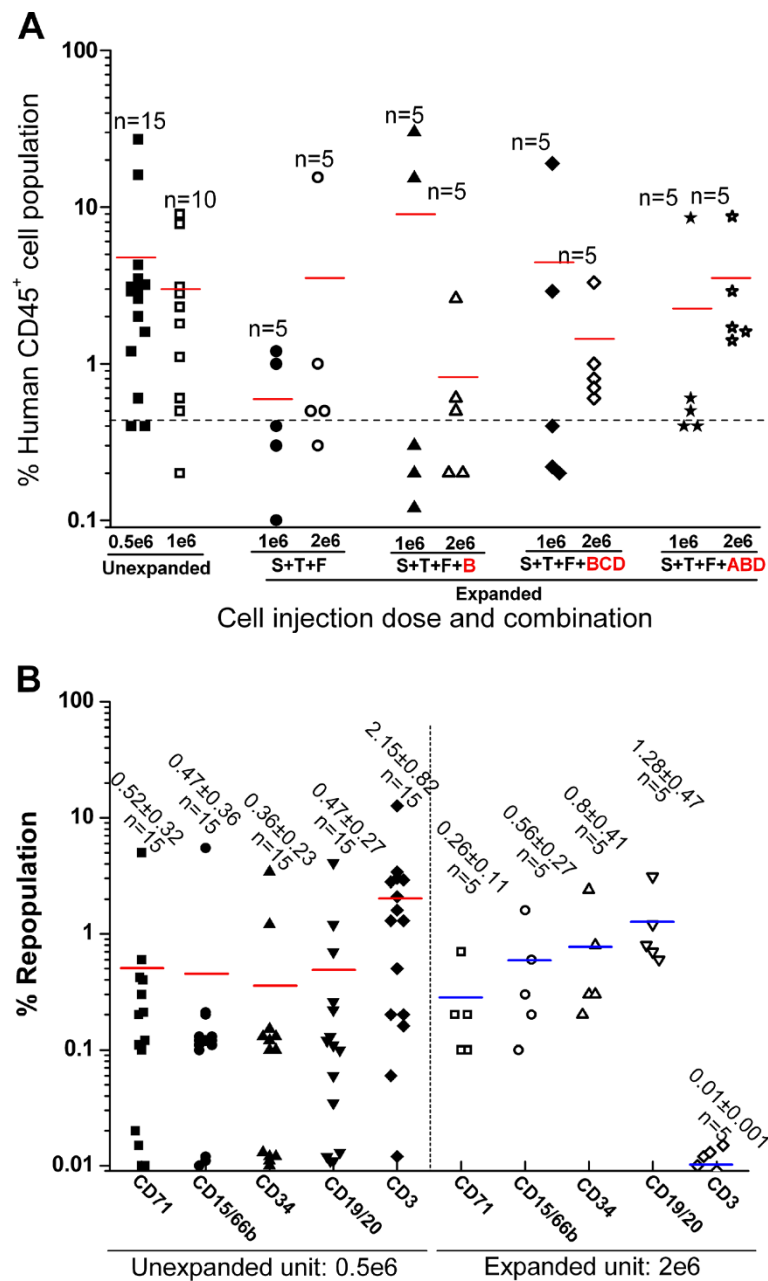 A
% Human CD45⁺ cell population
100
10
1
0.1
n=15
n=10
n=5
n=5
n=5
n=5
n=5
n=5
n=5 n=5
0.5e6 1e6 1e6 2e6 1e6 2e6 1e6 2e6 1e6 2e6
Unexpanded S+T+F S+T+F+B S+T+F+BCD S+T+F+ABD
Expanded
Cell injection dose and combination
B
% Repopulation
100
10
1
0.1
0.01
0.52±0.32
n=15
0.47±0.36
n=15
0.36±0.23
n=15
0.47±0.27
n=15
2.15±0.82
n=15
0.26±0.11
n=5
0.56±0.27
n=5
0.8±0.41
n=5
1.28±0.47
n=5
0.01±0.001
n=5
CD71 CD15/66b CD34 CD19/20 CD3 CD71 CD15/66b CD34 CD19/20 CD3
Unexpanded unit: 0.5e6 Expanded unit: 2e6